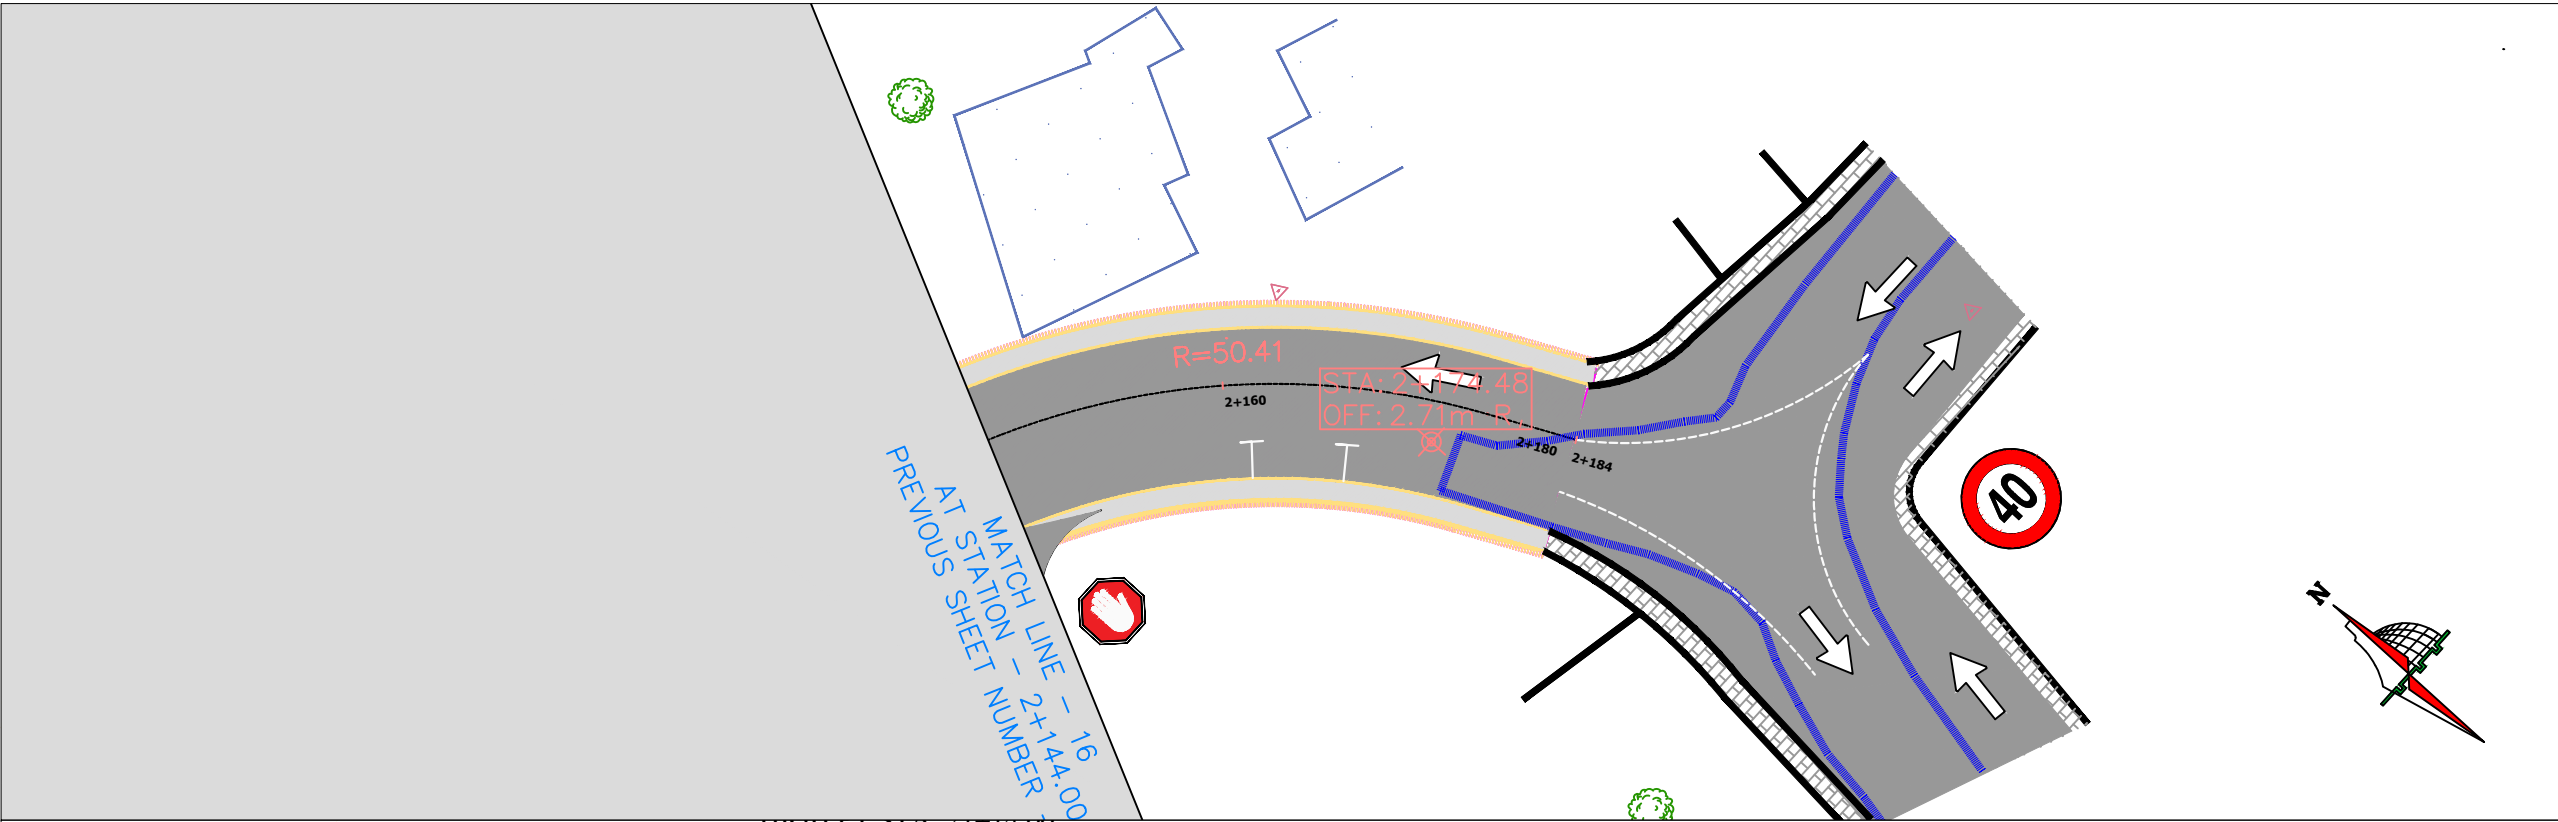 R=50.41
STA: 2+174.48
OFF: 2.71m R.
2+160
2+180
2+184
MATCH LINE - 16
AT STATION - 2+144.00
PREVIOUS SHEET NUMBER -
40
N